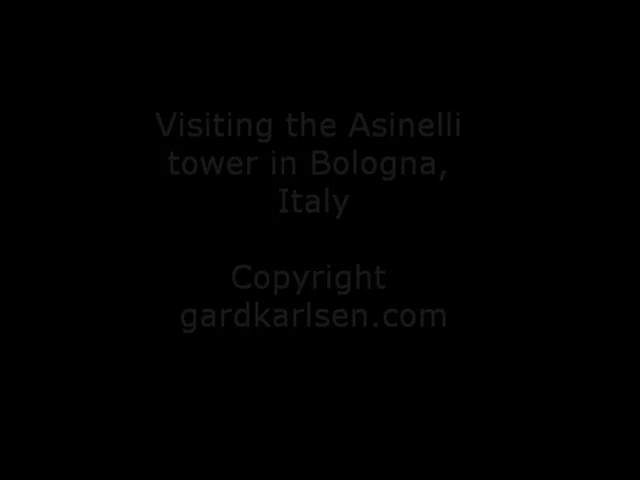 Visiting the Asinelli
tower in Bologna,
Italy
Copyright
gardkarlsen.com